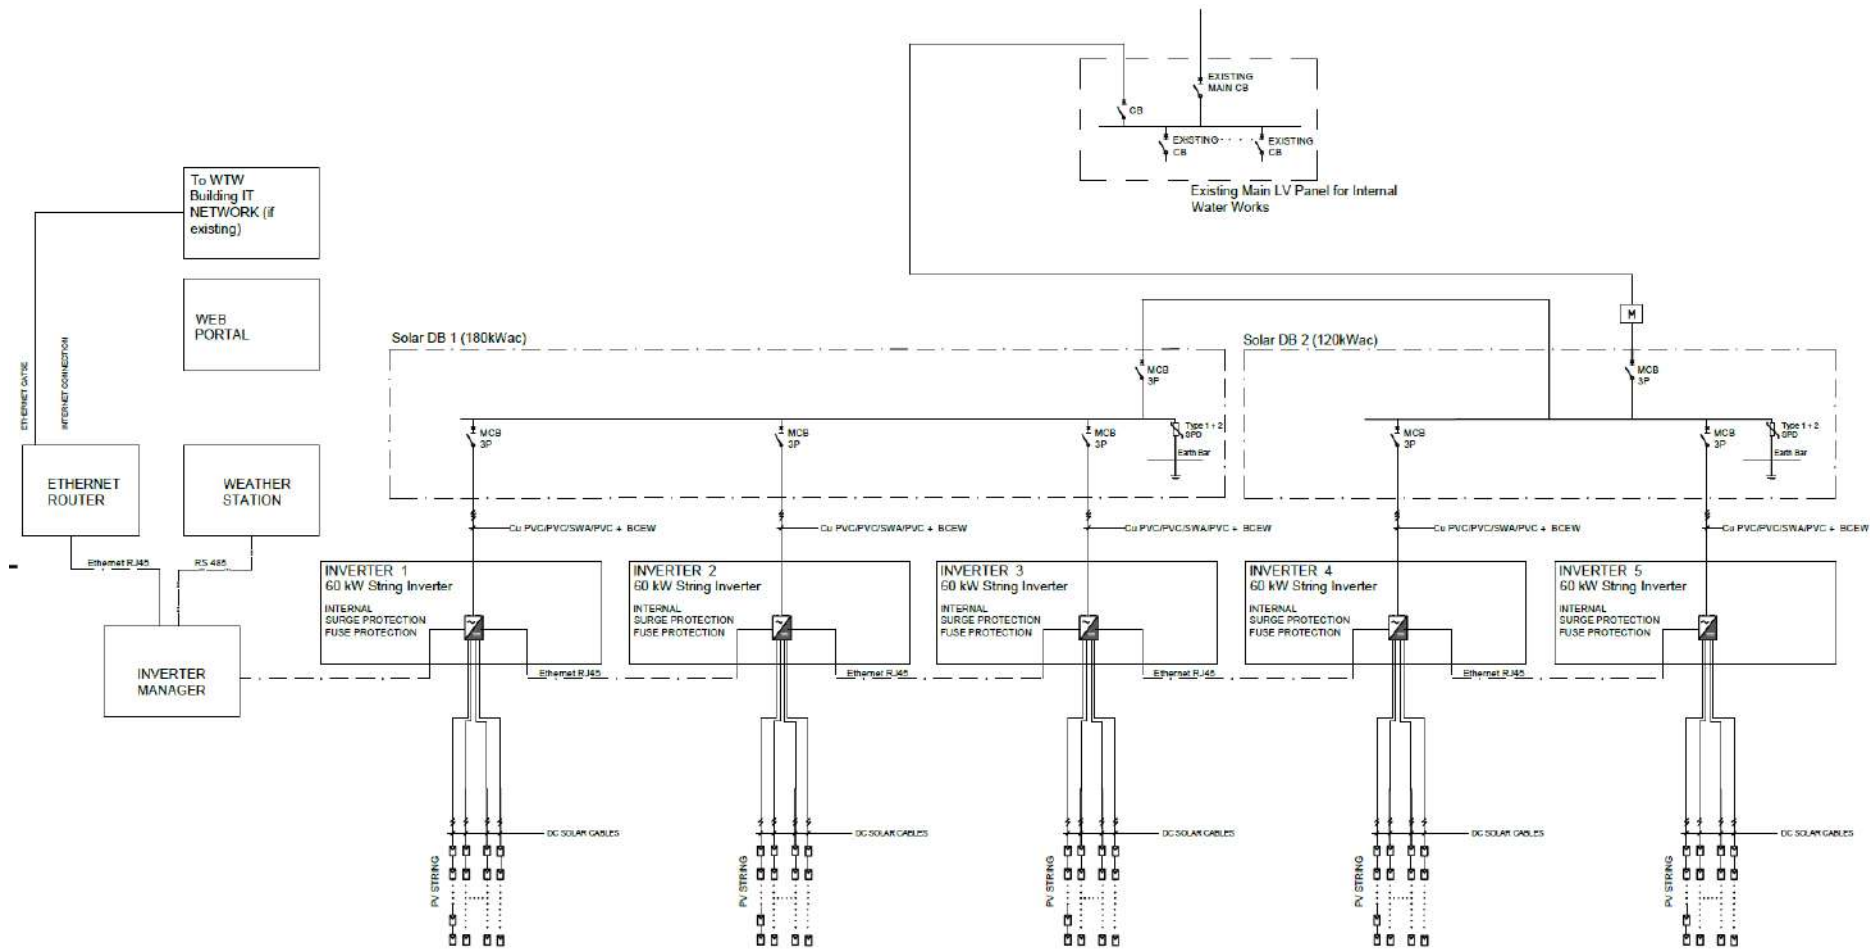 EXISTING
MAIN CB
CB
EXISTING
CB
EXISTING
CB
Existing Main LV Panel for Internal
Water Works
To WTW
Building IT
NETWORK (if
existing)
WEB
PORTAL
ETHERNET CAT5E
INTERNET CONNECTION
M
Solar DB 1 (180kWac)
Solar DB 2 (120kWac)
MCB
3P
MCB
3P
MCB
3P
MCB
3P
MCB
3P
Type 1 + 2
SPD
Earth Bar
MCB
3P
MCB
3P
Type 1 + 2
SPD
Earth Bar
ETHERNET
ROUTER
WEATHER
STATION
Cu PVC/PVC/SWA/PVC + BCEW
Cu PVC/PVC/SWA/PVC + BCEW
Cu PVC/PVC/SWA/PVC + BCEW
Cu PVC/PVC/SWA/PVC + BCEW
Cu PVC/PVC/SWA/PVC + BCEW
Ethernet RJ45
RS 485
INVERTER 1
60 kW String Inverter
INTERNAL
SURGE PROTECTION
FUSE PROTECTION
INVERTER 2
60 kW String Inverter
INTERNAL
SURGE PROTECTION
FUSE PROTECTION
INVERTER 3
60 kW String Inverter
INTERNAL
SURGE PROTECTION
FUSE PROTECTION
INVERTER 4
60 kW String Inverter
INTERNAL
SURGE PROTECTION
FUSE PROTECTION
INVERTER 5
60 kW String Inverter
INTERNAL
SURGE PROTECTION
FUSE PROTECTION
INVERTER
MANAGER
Ethernet RJ45
Ethernet RJ45
Ethernet RJ45
Ethernet RJ45
DC SOLAR CABLES
DC SOLAR CABLES
DC SOLAR CABLES
DC SOLAR CABLES
DC SOLAR CABLES
PV STRING
PV STRING
PV STRING
PV STRING
PV STRING